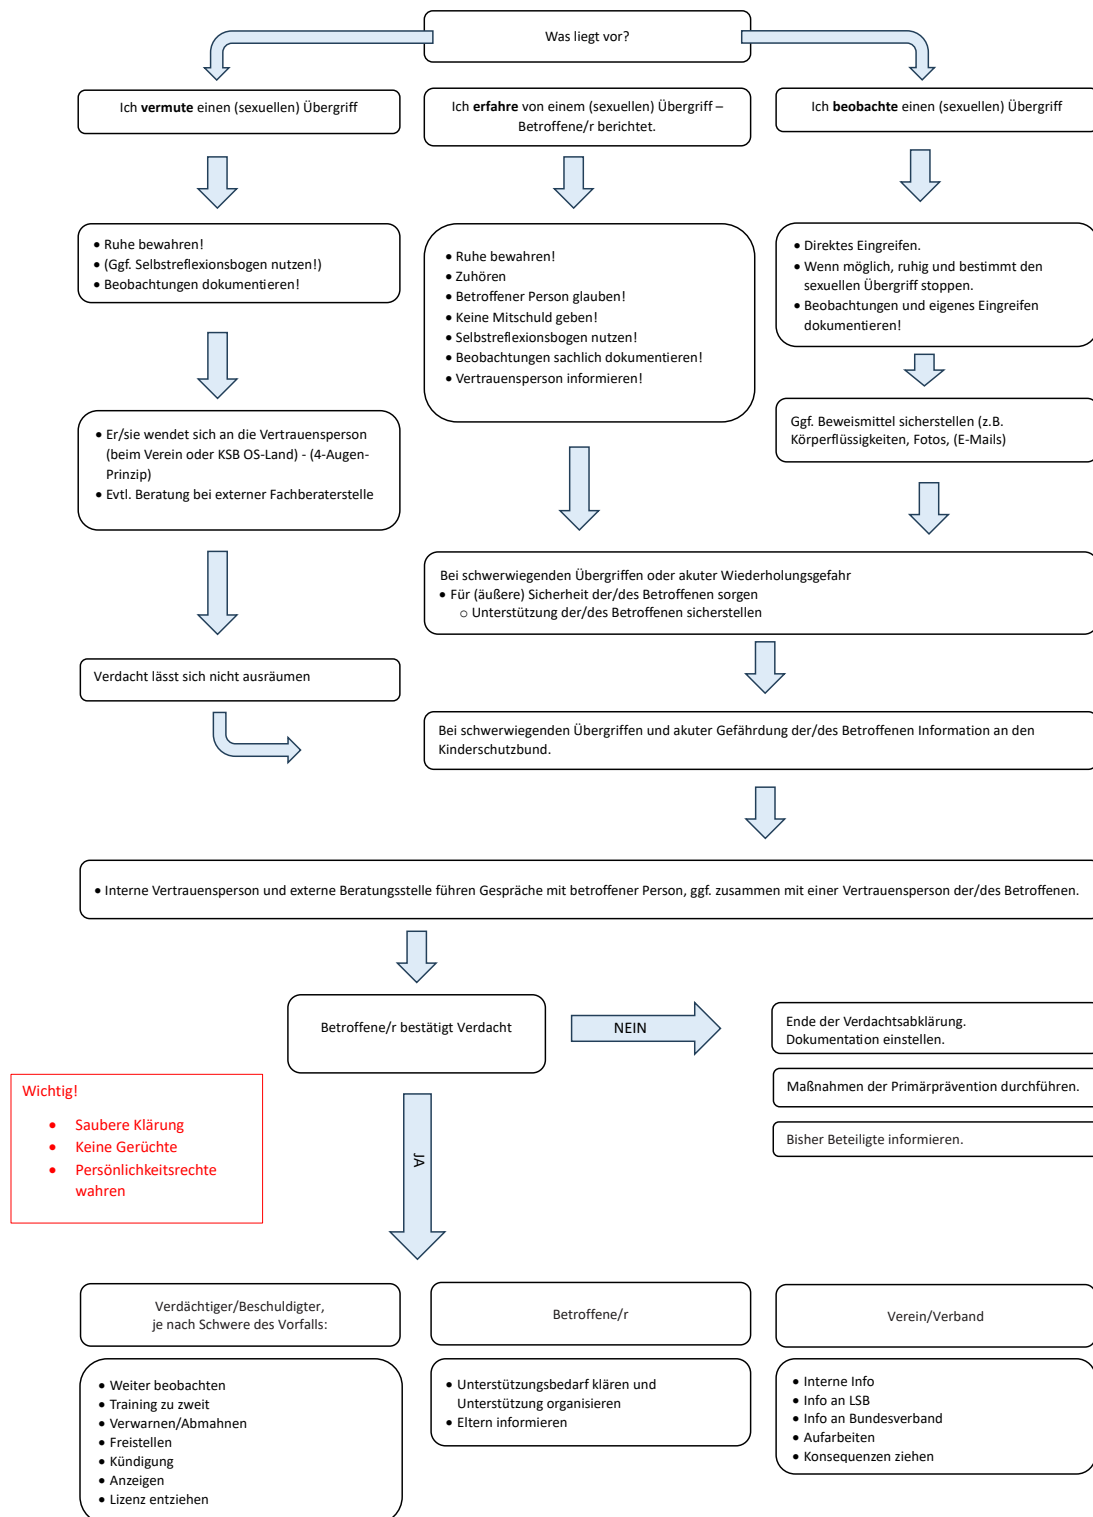 Was liegt vor?
Ich vermute einen (sexuellen) Übergriff
Ich erfahre von einem (sexuellen) Übergriff –
Betroffene/r berichtet.
Ich beobachte einen (sexuellen) Übergriff
• Ruhe bewahren!
• (Ggf. Selbstreflexionsbogen nutzen!)
• Beobachtungen dokumentieren!
• Ruhe bewahren!
• Zuhören
• Betroffener Person glauben!
• Keine Mitschuld geben!
• Selbstreflexionsbogen nutzen!
• Beobachtungen sachlich dokumentieren!
• Vertrauensperson informieren!
• Direktes Eingreifen.
• Wenn möglich, ruhig und bestimmt den
sexuellen Übergriff stoppen.
• Beobachtungen und eigenes Eingreifen
dokumentieren!
• Er/sie wendet sich an die Vertrauensperson
(beim Verein oder KSB OS-Land) - (4-Augen-
Prinzip)
• Evtl. Beratung bei externer Fachberaterstelle
Ggf. Beweismittel sicherstellen (z.B.
Körperflüssigkeiten, Fotos, (E-Mails)
Bei schwerwiegenden Übergriffen oder akuter Wiederholungsgefahr
• Für (äußere) Sicherheit der/des Betroffenen sorgen
o Unterstützung der/des Betroffenen sicherstellen
Verdacht lässt sich nicht ausräumen
Bei schwerwiegenden Übergriffen und akuter Gefährdung der/des Betroffenen Information an den
Kinderschutzbund.
• Interne Vertrauensperson und externe Beratungsstelle führen Gespräche mit betroffener Person, ggf. zusammen mit einer Vertrauensperson der/des Betroffenen.
Betroffene/r bestätigt Verdacht
NEIN
Ende der Verdachtsabklärung.
Dokumentation einstellen.
Maßnahmen der Primärprävention durchführen.
Bisher Beteiligte informieren.
Wichtig!
• Saubere Klärung
• Keine Gerüchte
• Persönlichkeitsrechte
wahren
JA
Verdächtiger/Beschuldigter,
je nach Schwere des Vorfalls:
Betroffene/r
Verein/Verband
• Weiter beobachten
• Training zu zweit
• Verwarnen/Abmahnen
• Freistellen
• Kündigung
• Anzeigen
• Lizenz entziehen
• Unterstützungsbedarf klären und
Unterstützung organisieren
• Eltern informieren
• Interne Info
• Info an LSB
• Info an Bundesverband
• Aufarbeiten
• Konsequenzen ziehen